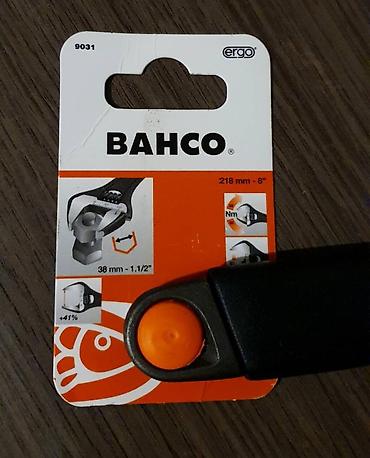 9031
ergo®
BAHCO®
218 mm - 8"
Nm
38 mm - 1,1/2"
+41%